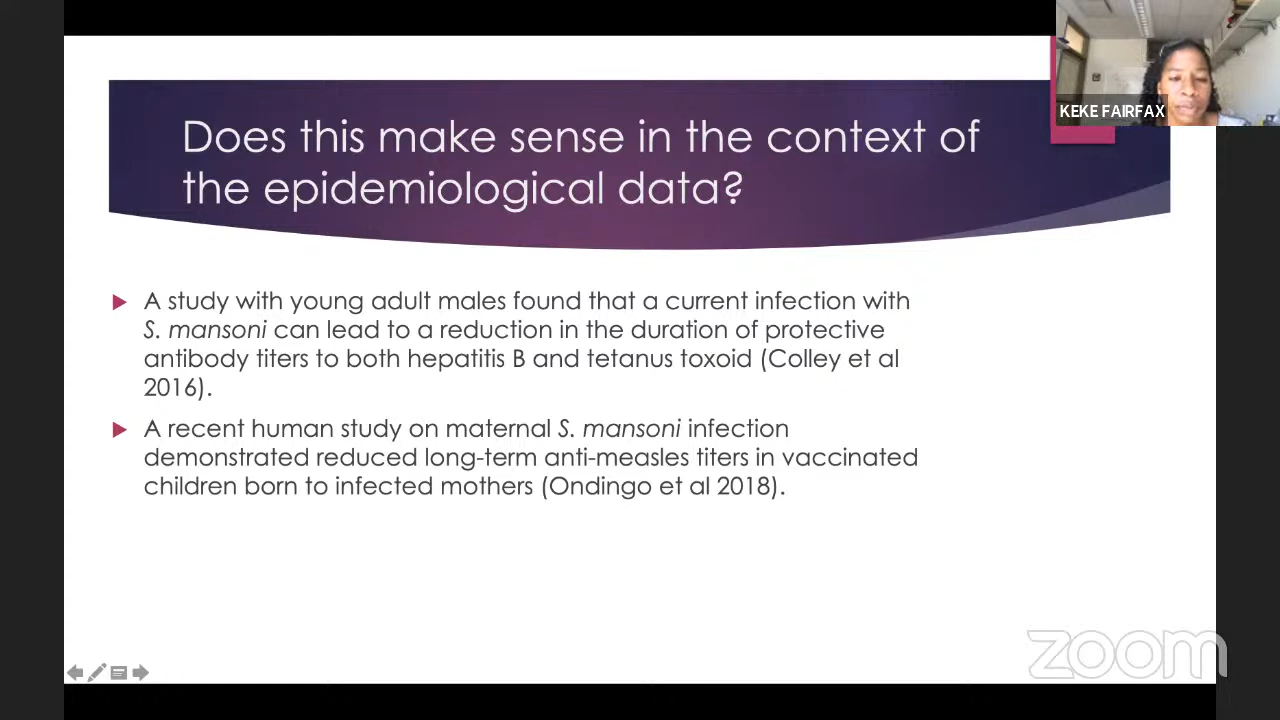 KEKE FAIRFAX
Does this make sense in the context of
the epidemiological data?
A study with young adult males found that a current infection with
S. mansoni can lead to a reduction in the duration of protective
antibody titers to both hepatitis B and tetanus toxoid (Colley et al
2016).
A recent human study on maternal S. mansoni infection
demonstrated reduced long-term anti-measles titers in vaccinated
children born to infected mothers (Ondingo et al 2018).
zoom